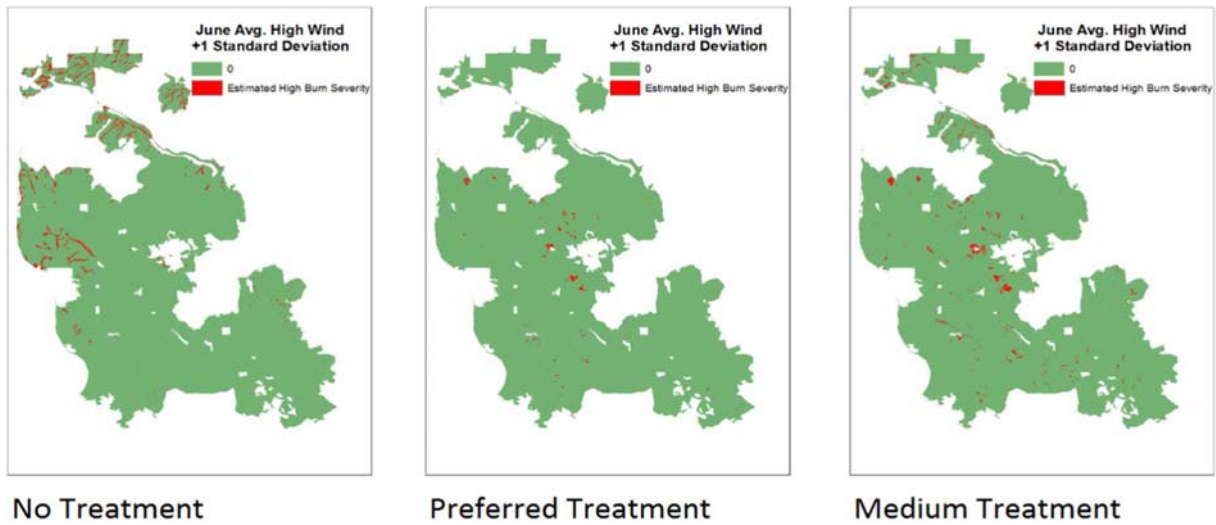 June Avg. High Wind
+1 Standard Deviation
0
Estimated High Burn Severity
No Treatment
June Avg. High Wind
+1 Standard Deviation
0
Estimated High Burn Severity
Preferred Treatment
June Avg. High Wind
+1 Standard Deviation
0
Estimated High Burn Severity
Medium Treatment